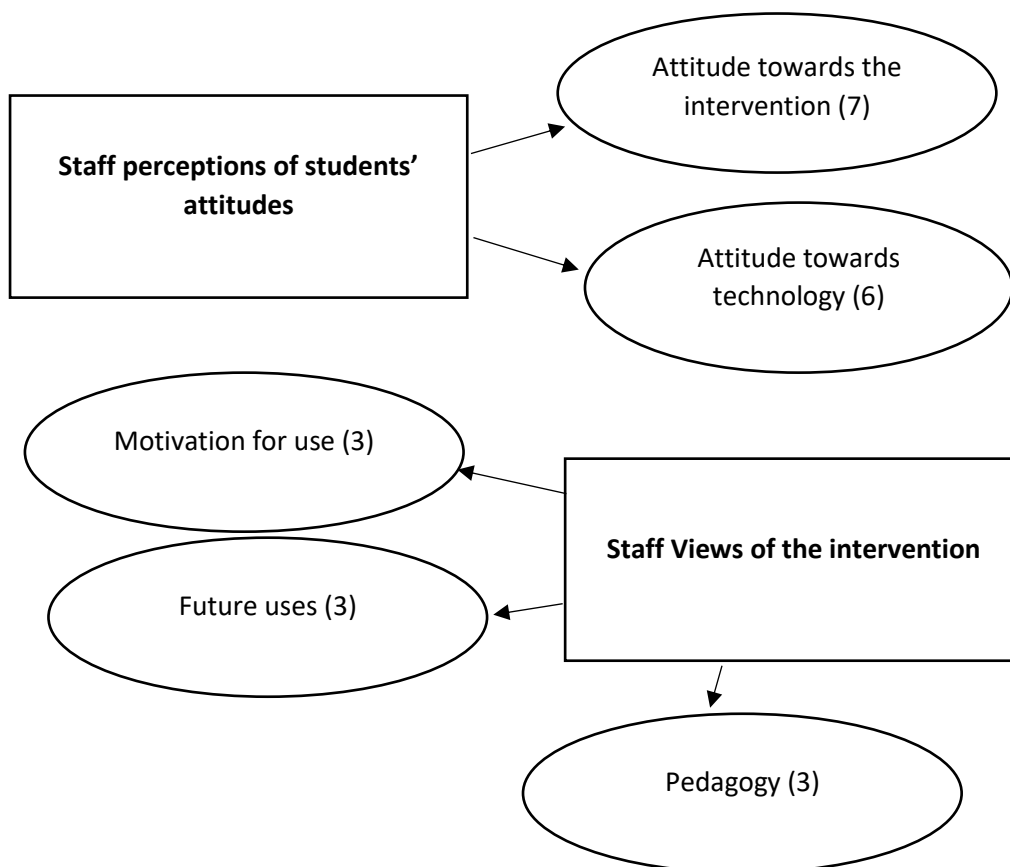 Attitude towards the
intervention (7)
Staff perceptions of students’
attitudes
Attitude towards
technology (6)
Motivation for use (3)
Staff Views of the intervention
Future uses (3)
Pedagogy (3)